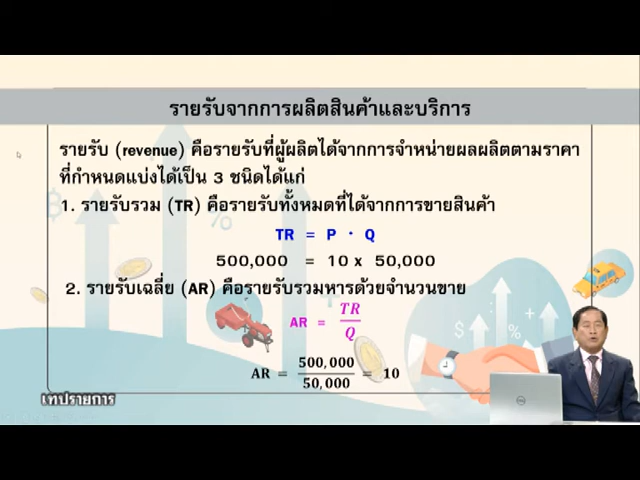 รายรับจากการผลิตสินค้าและบริการ
รายรับ (revenue) คือรายรับที่ผู้ผลิตได้จากการจำหน่ายผลผลิตตามราคา
ที่กำหนดแบ่งได้เป็น 3 ชนิดได้แก่
1. รายรับรวม (TR) คือรายรับทั้งหมดที่ได้จากการขายสินค้า
TR = P · Q
500,000 = 10 x 50,000
2. รายรับเฉลี่ย (AR) คือรายรับรวมหารด้วยจำนวนขาย
AR = TR
Q
AR = 500,000 = 10
50,000
เทปรายการ